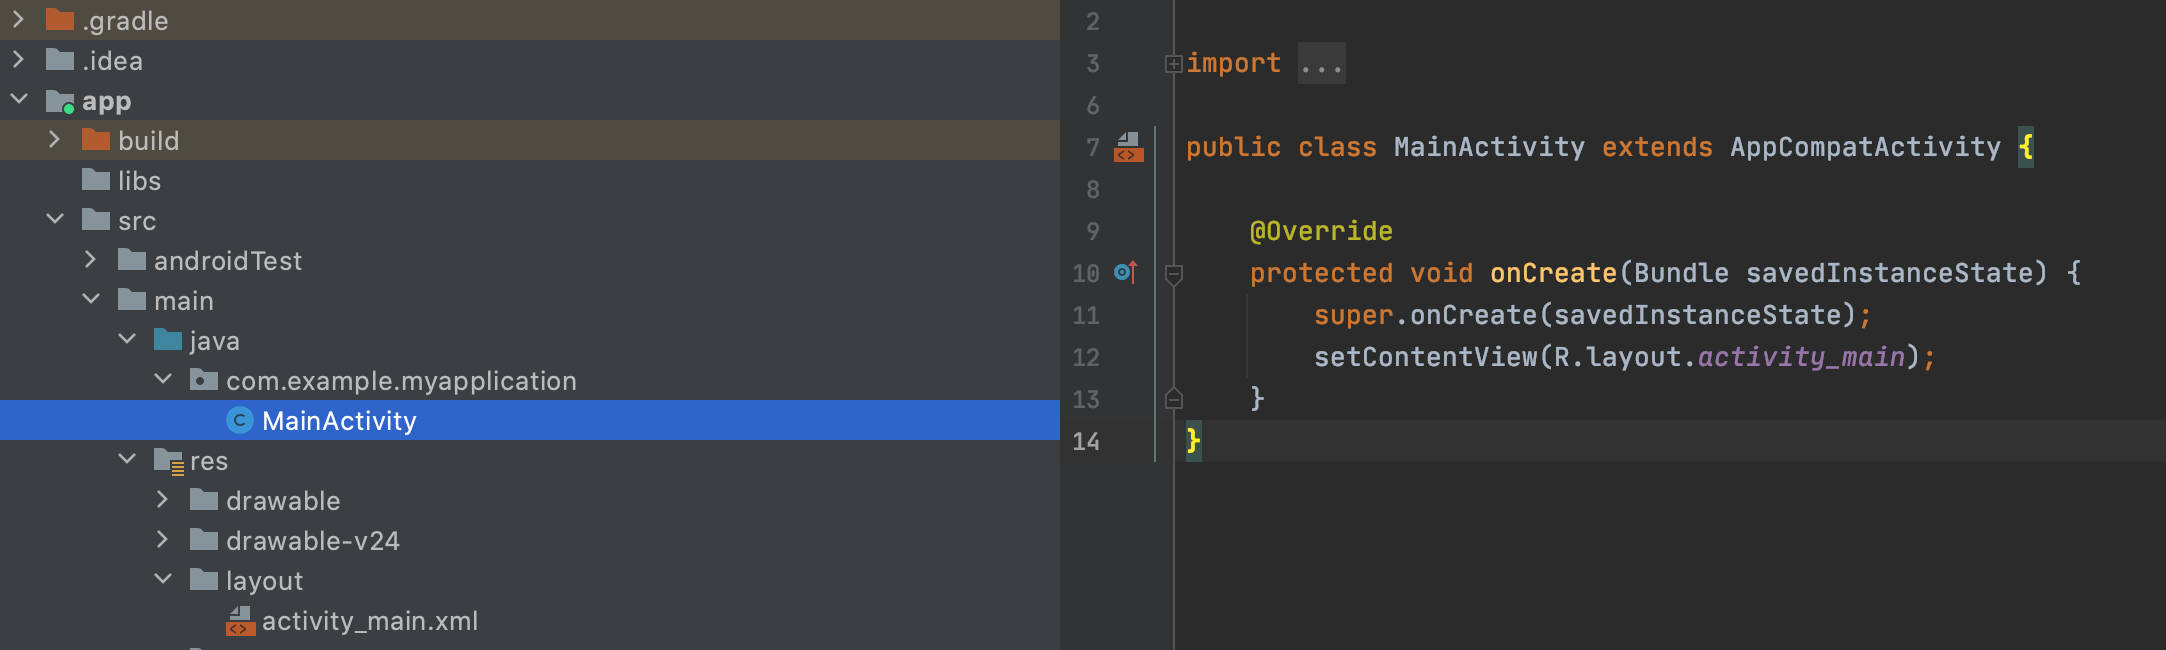 .gradle
.idea
app
build
libs
src
androidTest
main
java
com.example.myapplication
MainActivity
res
drawable
drawable-v24
layout
activity_main.xml
2
3 import ...
6
7 public class MainActivity extends AppCompatActivity {
8
9 @Override
10 protected void onCreate(Bundle savedInstanceState) {
11 super.onCreate(savedInstanceState);
12 setContentView(R.layout.activity_main);
13 }
14 }